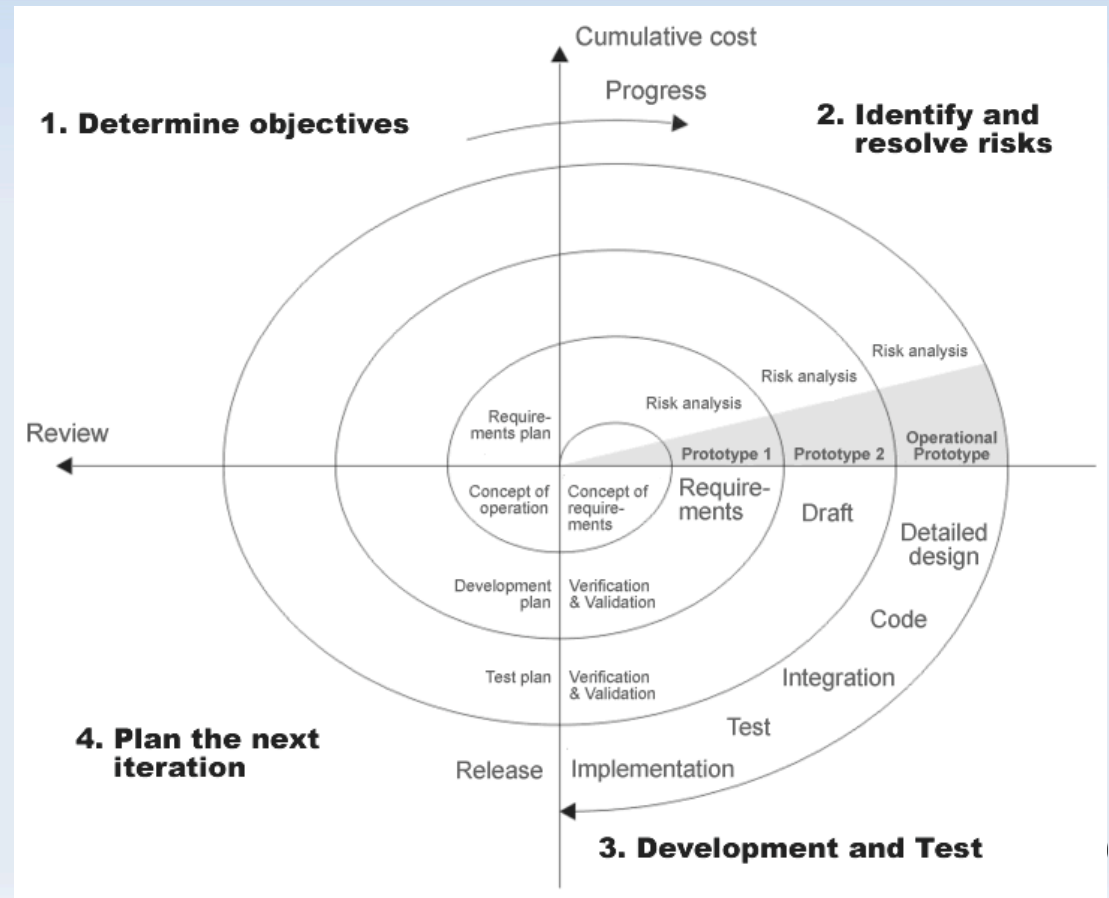 Cumulative cost
Progress
1. Determine objectives
2. Identify and
resolve risks
Risk analysis
Risk analysis
Risk analysis
Require-
ments plan
Review
Operational
Prototype
Prototype 1
Prototype 2
Concept of
operation
Concept of
require-
ments
Require-
ments
Draft
Detailed
design
Development
plan
Verification
& Validation
Code
Test plan
Verification
& Validation
Integration
Test
4. Plan the next
iteration
Release
Implementation
3. Development and Test